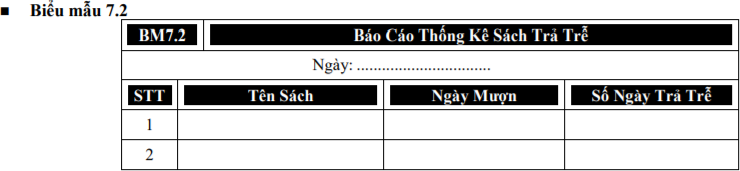 ■ Biểu mẫu 7.2
BM7.2 Báo Cáo Thống Kê Sách Trả Trễ
Ngày: ................................
STT Tên Sách Ngày Mượn Số Ngày Trả Trễ
1
2